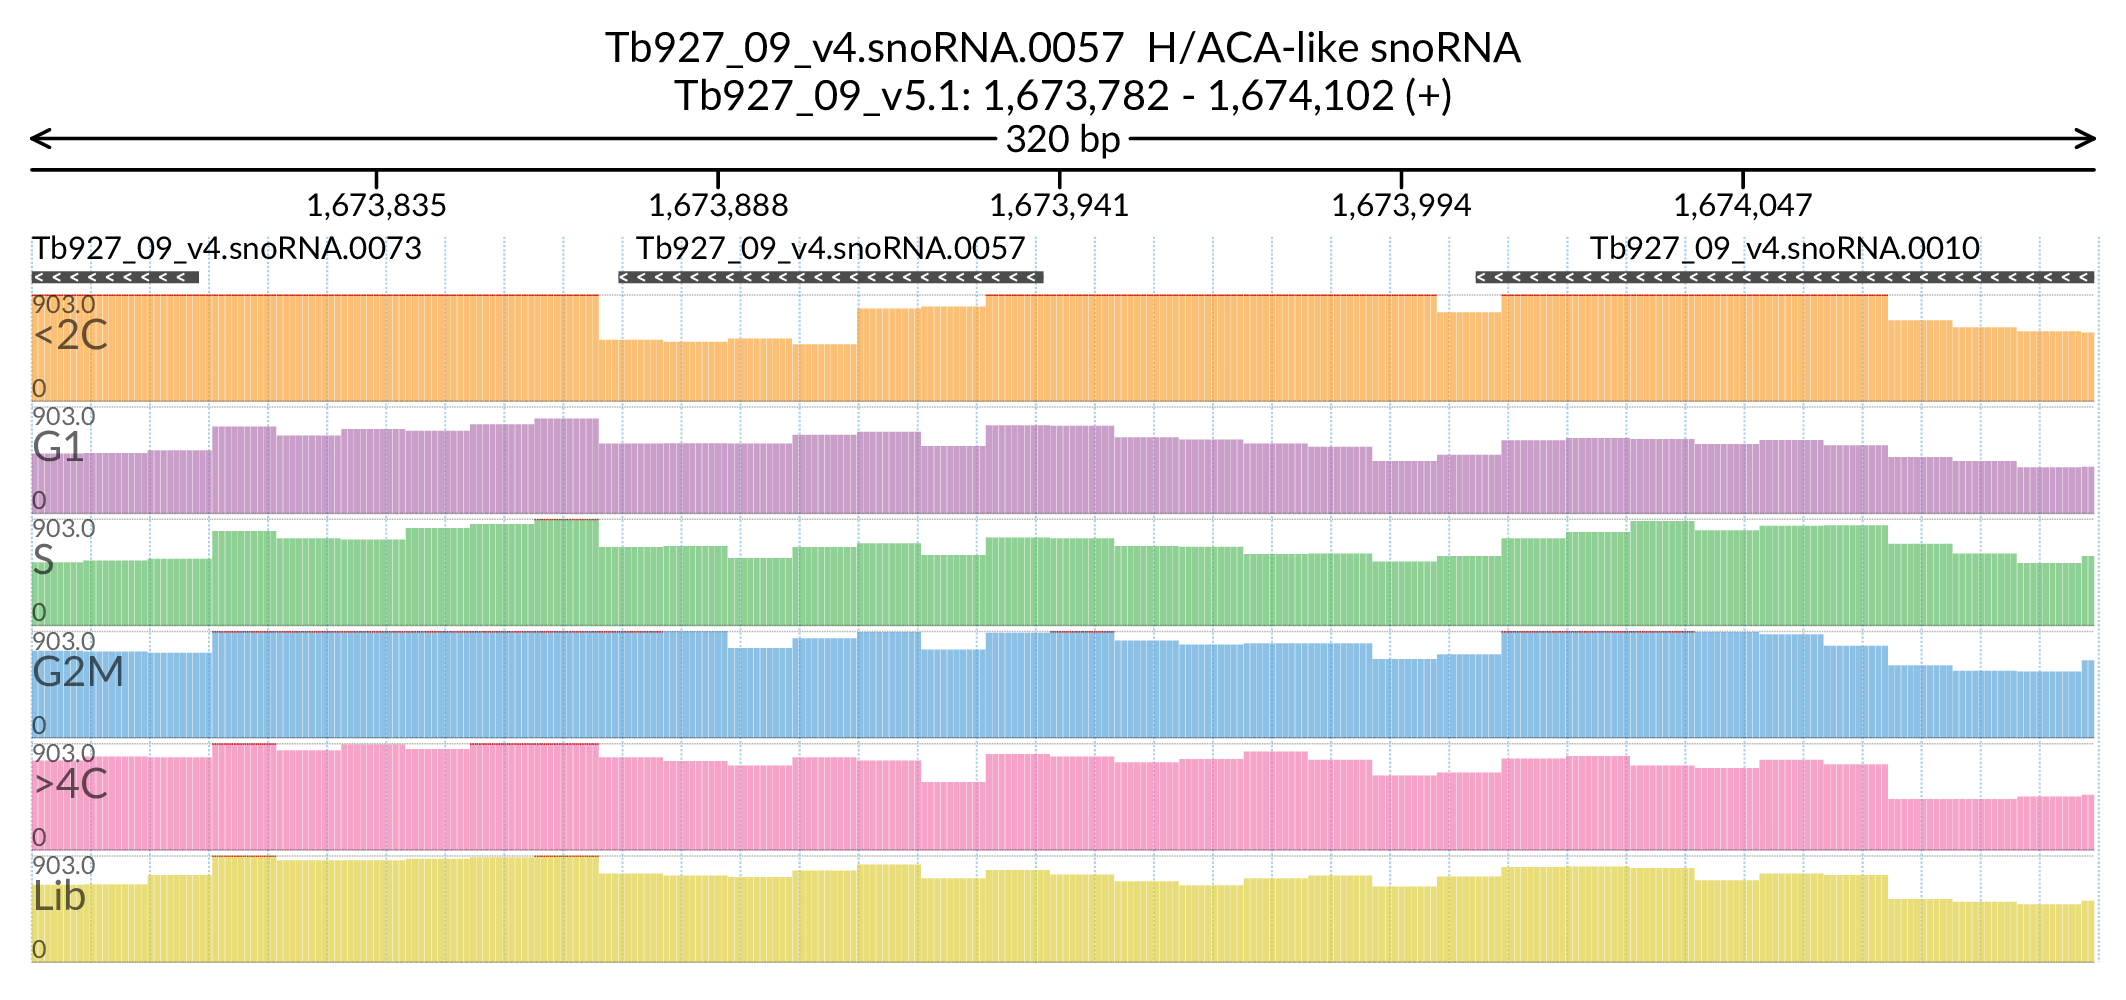 Tb927_09_v4.snoRNA.0057 H/ACA-like snoRNA
Tb927_09_v5.1: 1,673,782 - 1,674,102 (+)
320 bp
1,673,835 1,673,888 1,673,941 1,673,994 1,674,047
Tb927_09_v4.snoRNA.0073 Tb927_09_v4.snoRNA.0057 Tb927_09_v4.snoRNA.0010
903.0
<2C
0
903.0
G1
0
903.0
S
0
903.0
G2M
0
903.0
>4C
0
903.0
Lib
0